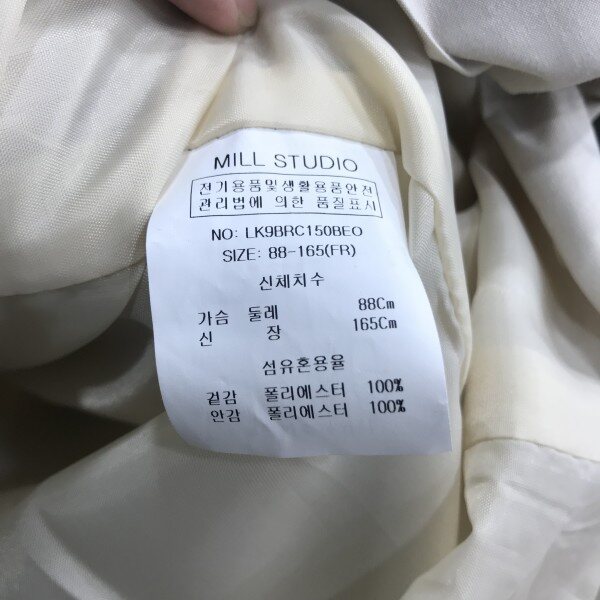 MILL STUDIO
전기용품및생활용품안전
관리법에 의한 품질표시
NO: LK9BRC150BEO
SIZE: 88-165(FR)
신체치수
가슴 둘레 88Cm
신 장 165Cm
섬유혼용율
겉감 폴리에스터 100%
안감 폴리에스터 100%